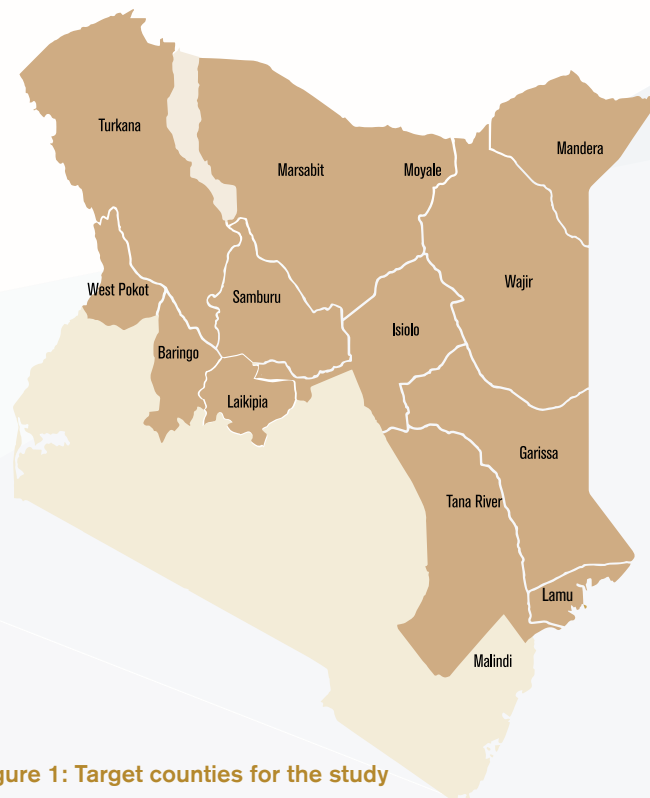 Turkana
Mandera
Marsabit
Moyale
Wajir
West Pokot
Samburu
Isiolo
Baringo
Laikipia
Garissa
Tana River
Lamu
Malindi
gure 1: Target counties for the study